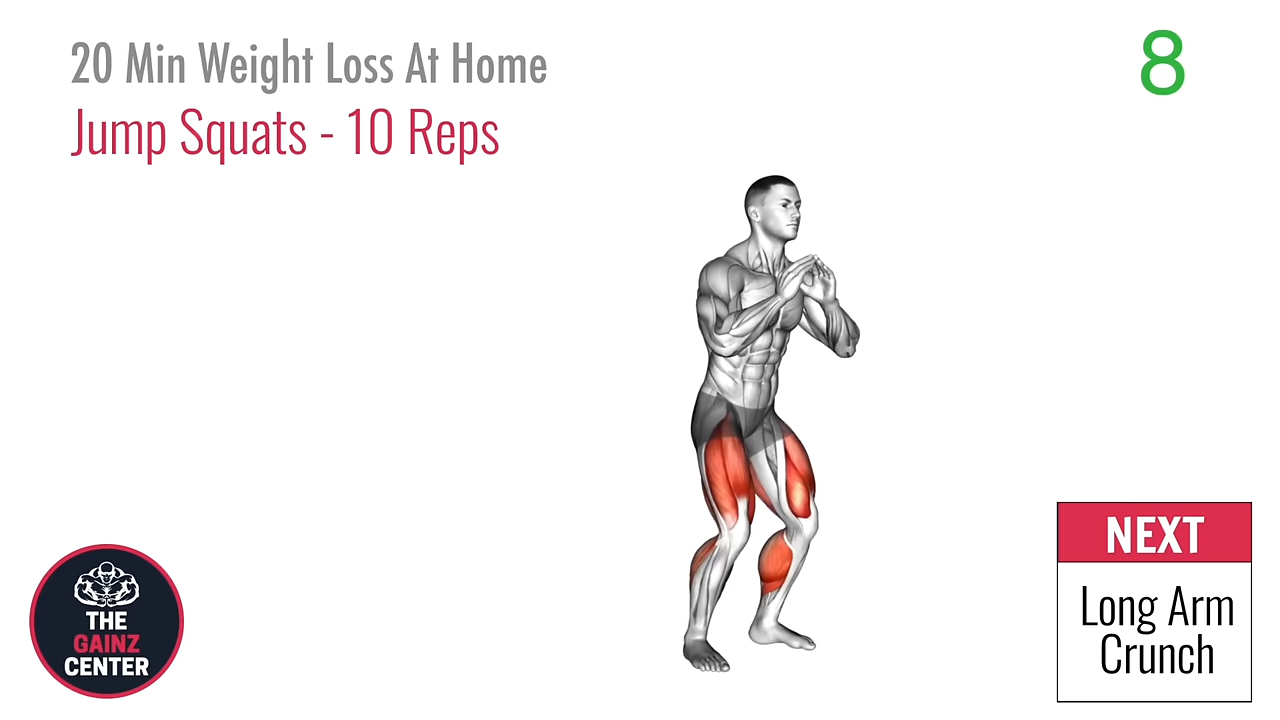 20 Min Weight Loss At Home
Jump Squats - 10 Reps
8
THE
GAINZ
CENTER
NEXT
Long Arm
Crunch